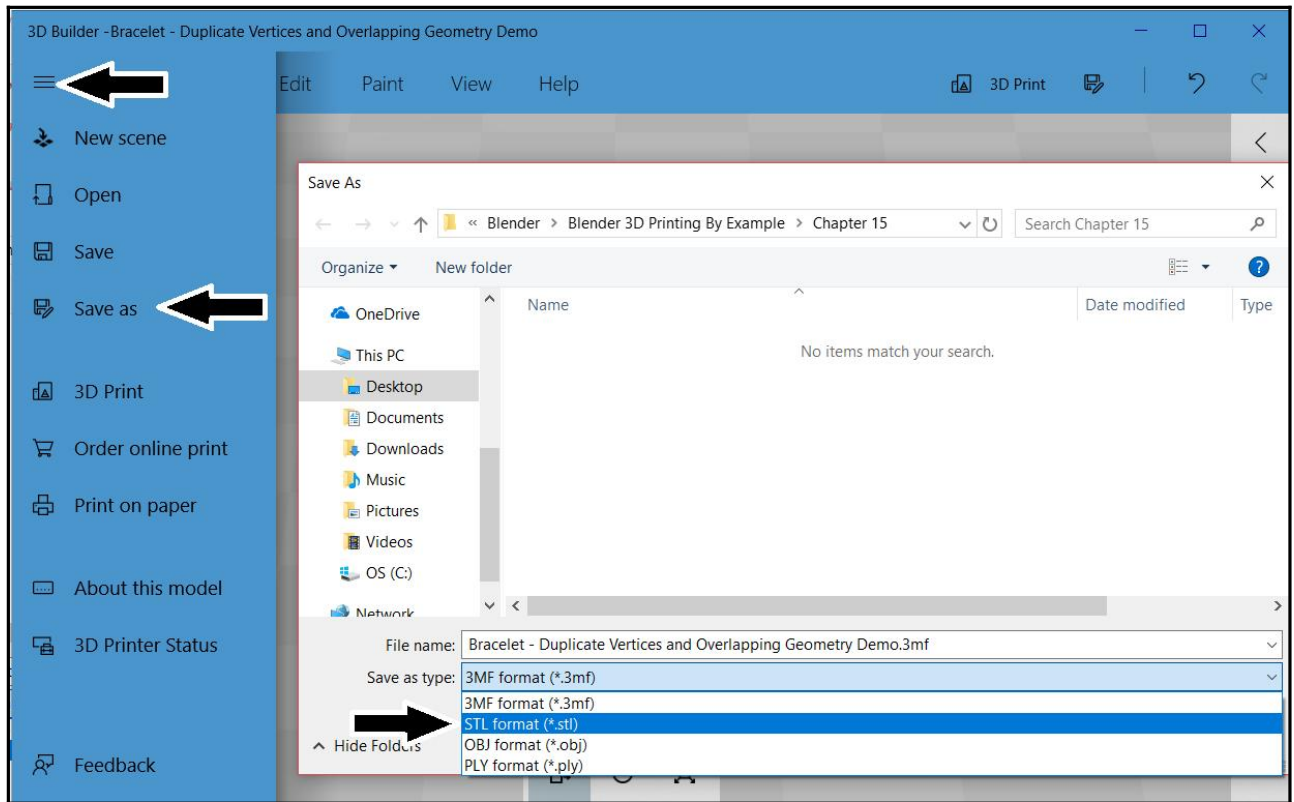 3D Builder -Bracelet - Duplicate Vertices and Overlapping Geometry Demo
Edit Paint View Help 3D Print
New scene
Open
Save
Save as
3D Print
Order online print
Print on paper
About this model
3D Printer Status
Feedback
Save As
« Blender > Blender 3D Printing By Example > Chapter 15 Search Chapter 15
Organize New folder
Name Date modified Type
No items match your search.
OneDrive
This PC
Desktop
Documents
Downloads
Music
Pictures
Videos
OS (C:)
Network
File name: Bracelet - Duplicate Vertices and Overlapping Geometry Demo.3mf
Save as type: 3MF format (*.3mf)
3MF format (*.3mf)
STL format (*.stl)
OBJ format (*.obj)
PLY format (*.ply)
Hide Folders